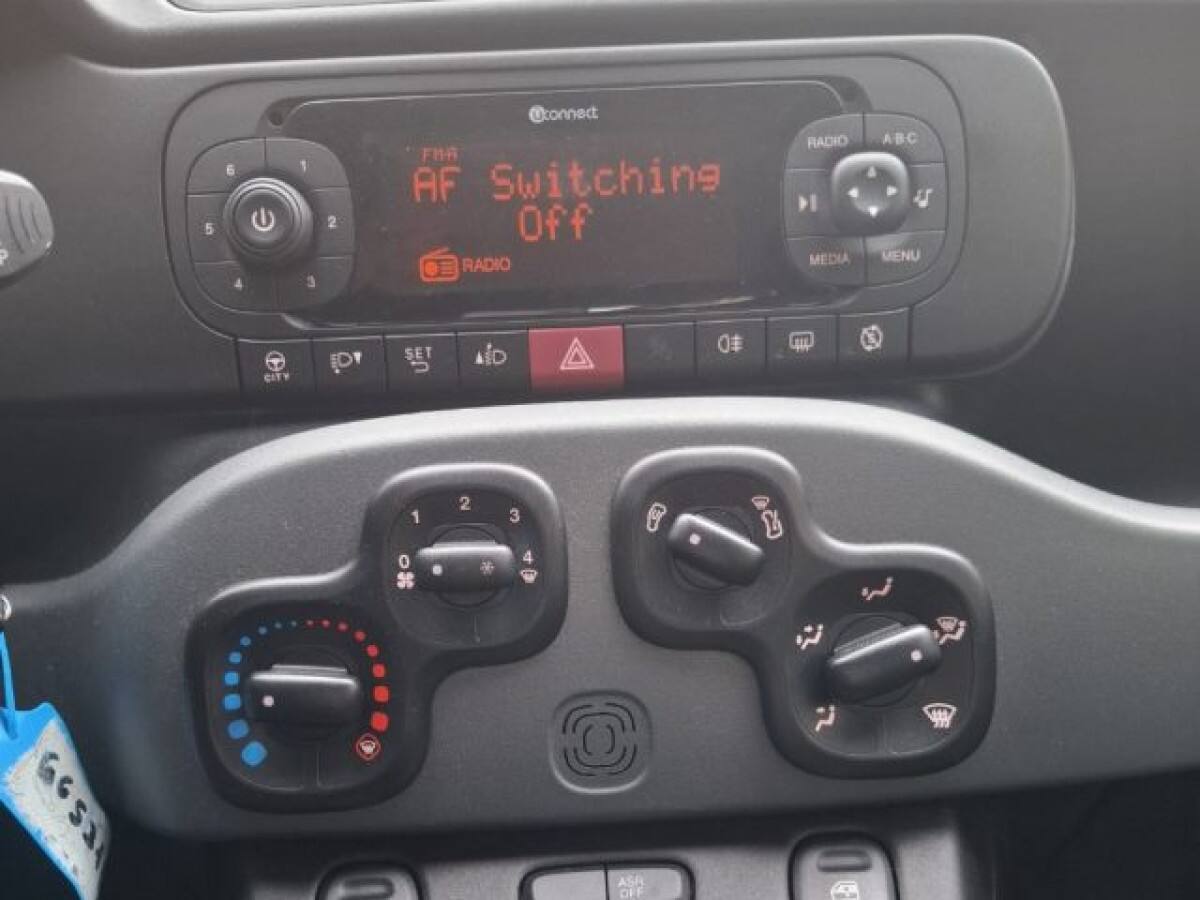 uconnect
FM-A
AF Switching
Off
RADIO
6
1
5
2
4
3
RADIO
A·B·C
MEDIA
MENU
CITY
SET
0
1
2
3
4
ASR
OFF
P